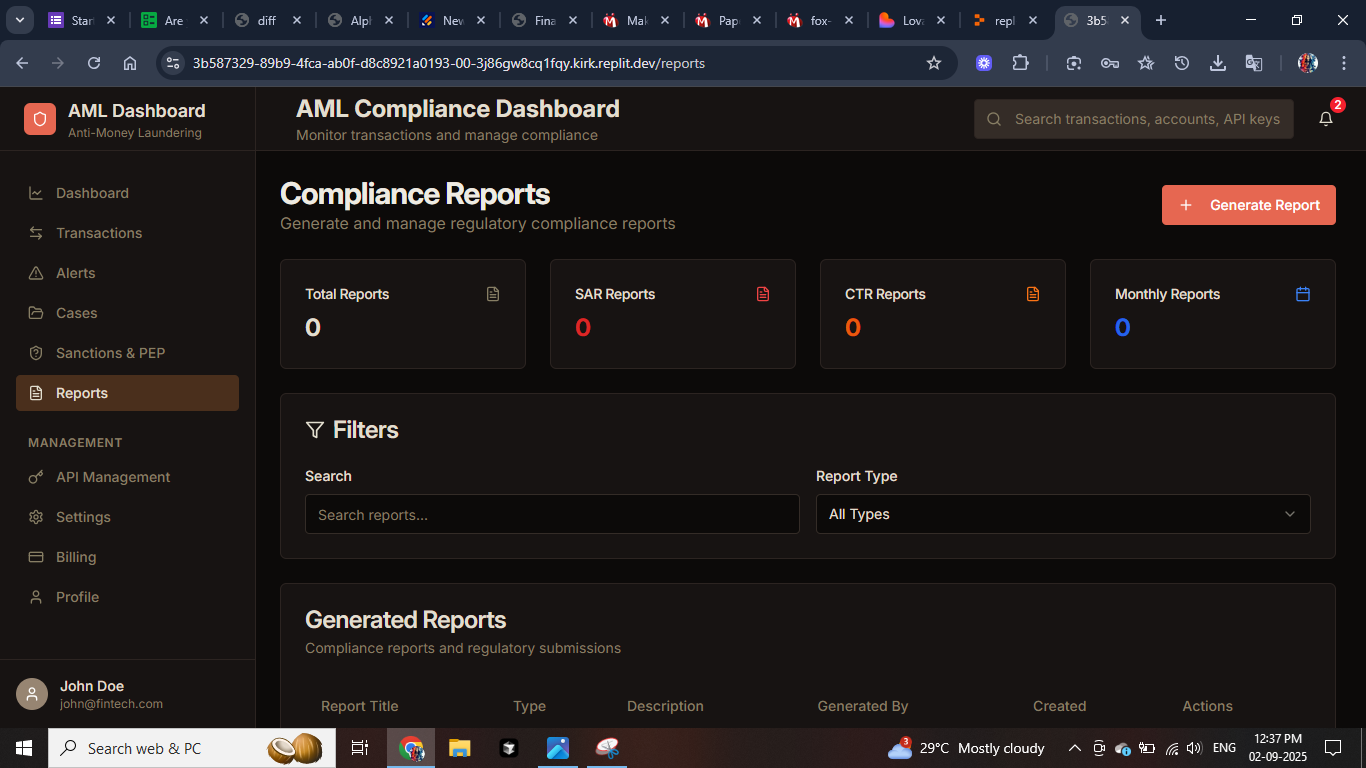 Star
Are
diff
Alph
New
Fina
Mak
Pap
fox-
Lova
repl
3b5
3b587329-89b9-4fca-ab0f-d8c8921a0193-00-3j86gw8cq1fqy.kirk.replit.dev/reports
AML Dashboard
Anti-Money Laundering
AML Compliance Dashboard
Monitor transactions and manage compliance
Search transactions, accounts, API keys
2
Dashboard
Transactions
Alerts
Cases
Sanctions & PEP
Reports
MANAGEMENT
API Management
Settings
Billing
Profile
John Doe
john@fintech.com
Compliance Reports
Generate and manage regulatory compliance reports
+ Generate Report
Total Reports
0
SAR Reports
0
CTR Reports
0
Monthly Reports
0
Filters
Search
Search reports...
Report Type
All Types
Generated Reports
Compliance reports and regulatory submissions
Report Title Type Description Generated By Created Actions
Search web & PC
3
29°C Mostly cloudy
ENG
12:37 PM
02-09-2025